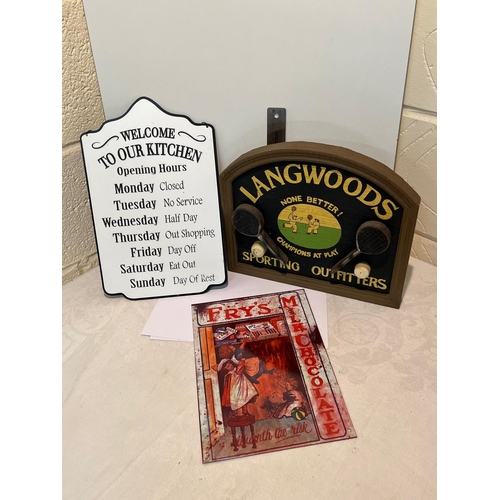 WELCOME
TO OUR KITCHEN
Opening Hours
Monday Closed
Tuesday No Service
Wednesday Half Day
Thursday Out Shopping
Friday Day Off
Saturday Eat Out
Sunday Day Of Rest
LANGWOODS
NONE BETTER!
CHAMPIONS AT PLAY
SPORTING OUTFITTERS
FRY'S
MILK CHOCOLATE
worth the risk